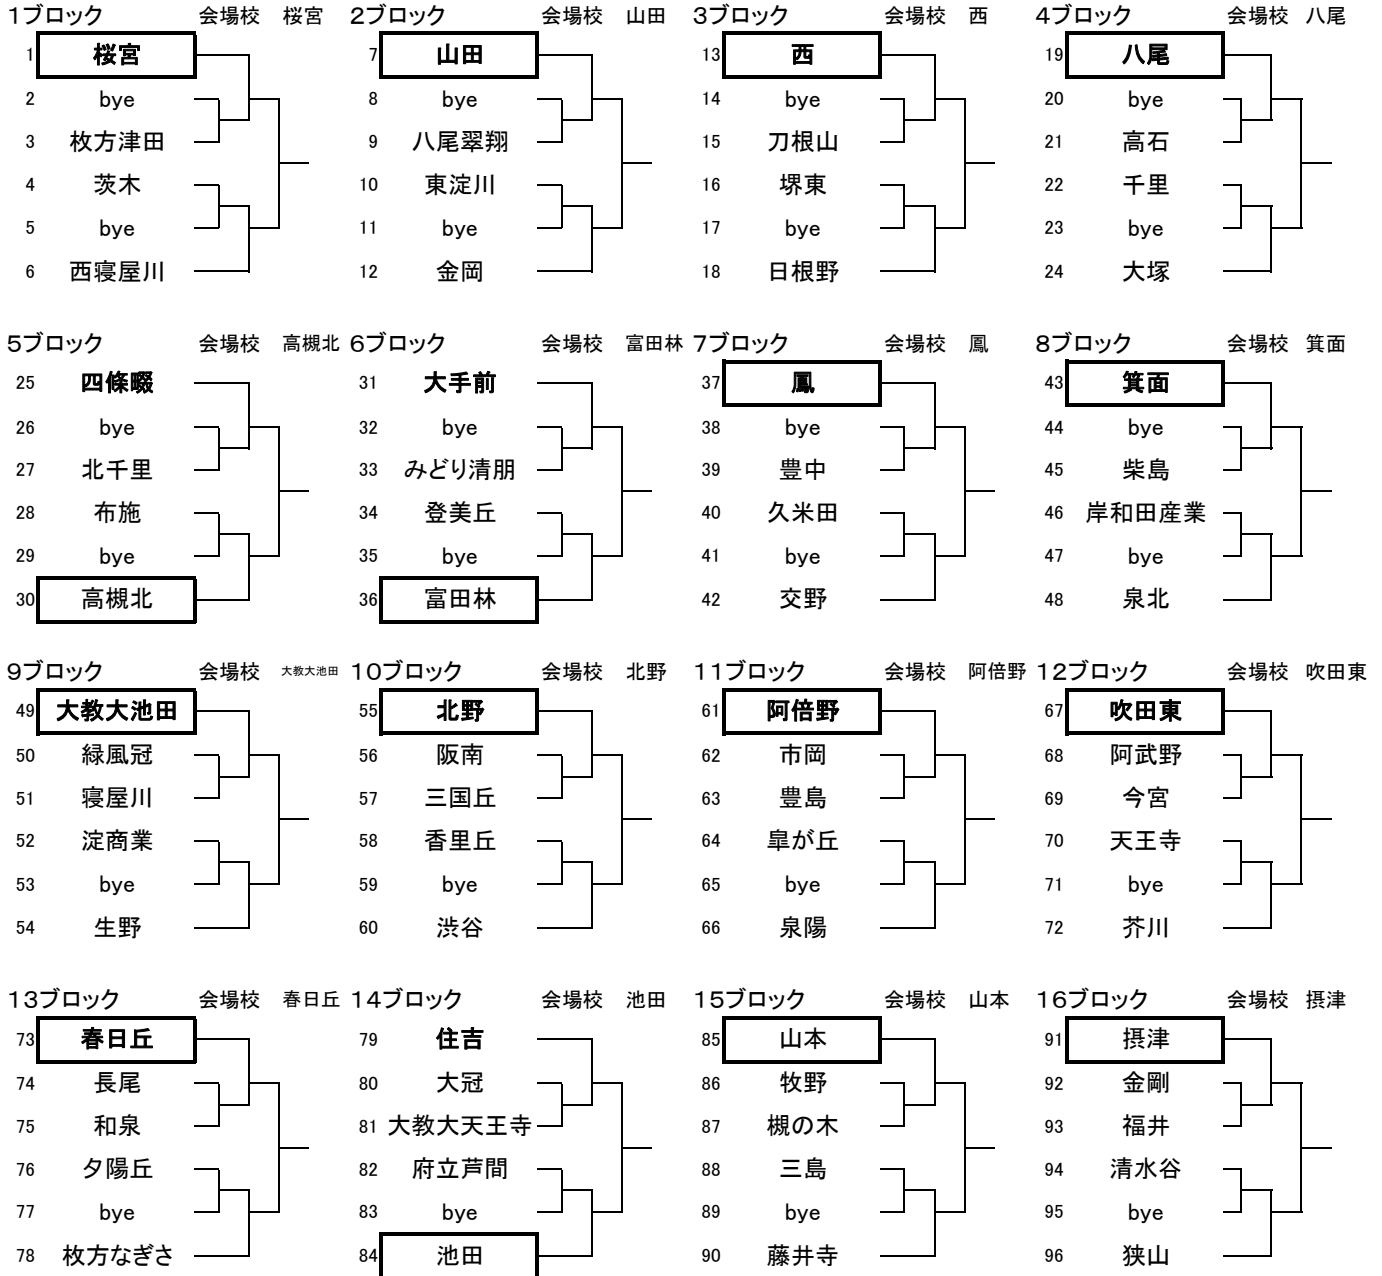 1ブロック 会場校 桜宮
1 桜宮
2 bye
3 枚方津田
4 茨木
5 bye
6 西寝屋川
2ブロック 会場校 山田
7 山田
8 bye
9 八尾翠翔
10 東淀川
11 bye
12 金岡
3ブロック 会場校 西
13 西
14 bye
15 刀根山
16 堺東
17 bye
18 日根野
4ブロック 会場校 八尾
19 八尾
20 bye
21 高石
22 千里
23 bye
24 大塚
5ブロック 会場校 高槻北
25 四條畷
26 bye
27 北千里
28 布施
29 bye
30 高槻北
6ブロック 会場校 富田林
31 大手前
32 bye
33 みどり清朋
34 登美丘
35 bye
36 富田林
7ブロック 会場校 鳳
37 鳳
38 bye
39 豊中
40 久米田
41 bye
42 交野
8ブロック 会場校 箕面
43 箕面
44 bye
45 柴島
46 岸和田産業
47 bye
48 泉北
9ブロック 会場校 大教大池田
49 大教大池田
50 緑風冠
51 寝屋川
52 淀商業
53 bye
54 生野
10ブロック 会場校 北野
55 北野
56 阪南
57 三国丘
58 香里丘
59 bye
60 渋谷
11ブロック 会場校 阿倍野
61 阿倍野
62 市岡
63 豊島
64 皐が丘
65 bye
66 泉陽
12ブロック 会場校 吹田東
67 吹田東
68 阿武野
69 今宮
70 天王寺
71 bye
72 芥川
13ブロック 会場校 春日丘
73 春日丘
74 長尾
75 和泉
76 夕陽丘
77 bye
78 枚方なぎさ
14ブロック 会場校 池田
79 住吉
80 大冠
81 大教大天王寺
82 府立芦間
83 bye
84 池田
15ブロック 会場校 山本
85 山本
86 牧野
87 槻の木
88 三島
89 bye
90 藤井寺
16ブロック 会場校 摂津
91 摂津
92 金剛
93 福井
94 清水谷
95 bye
96 狭山